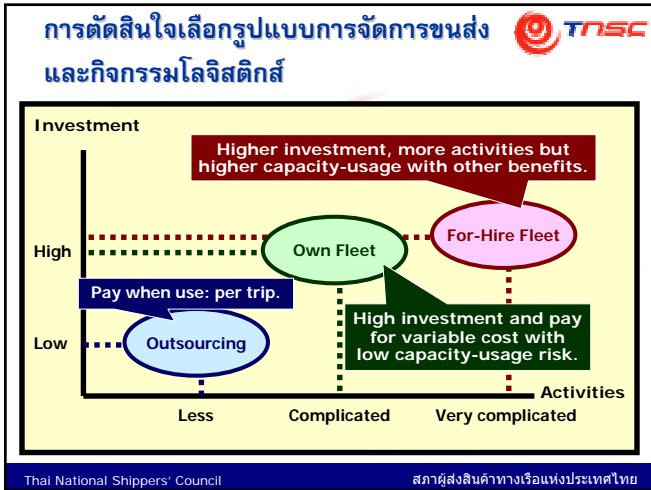 การตัดสินใจเลือกรูปแบบการจัดการขนส่ง
และกิจกรรมโลจิสติกส์
TNSC
Investment
Higher investment, more activities but
higher capacity-usage with other benefits.
For-Hire Fleet
High
Own Fleet
Pay when use: per trip.
High investment and pay
for variable cost with
low capacity-usage risk.
Low
Outsourcing
Activities
Less
Complicated
Very complicated
Thai National Shippers' Council
สภาผู้ส่งสินค้าทางเรือแห่งประเทศไทย